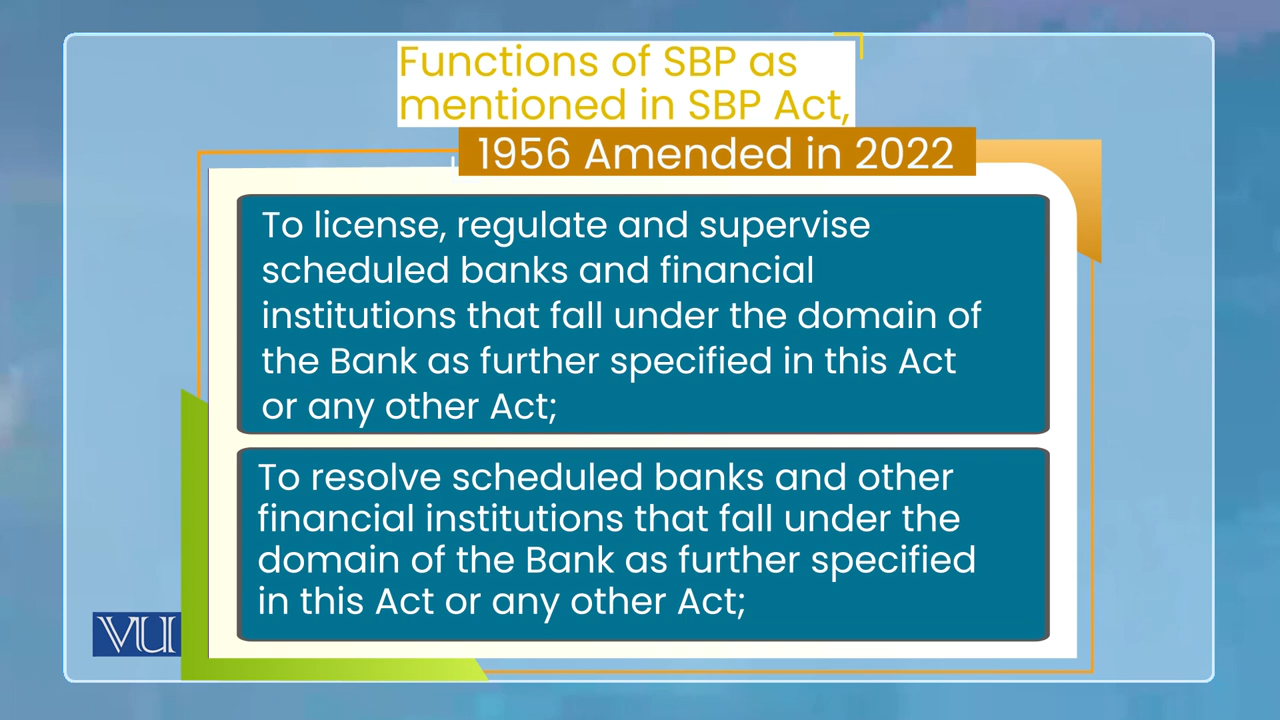 Functions of SBP as
mentioned in SBP Act,
1956 Amended in 2022
To license, regulate and supervise
scheduled banks and financial
institutions that fall under the domain of
the Bank as further specified in this Act
or any other Act;
To resolve scheduled banks and other
financial institutions that fall under the
domain of the Bank as further specified
in this Act or any other Act;
VU